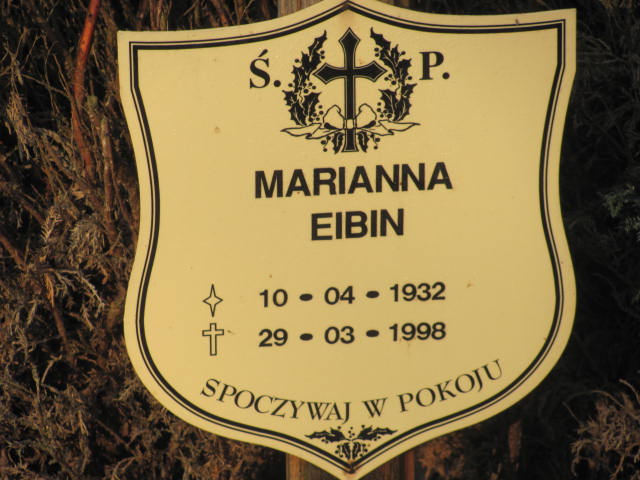 Ś. P.
MARIANNA
EIBIN
10 • 04 • 1932
29 • 03 • 1998
SPOCZYWAJ W POKOJU